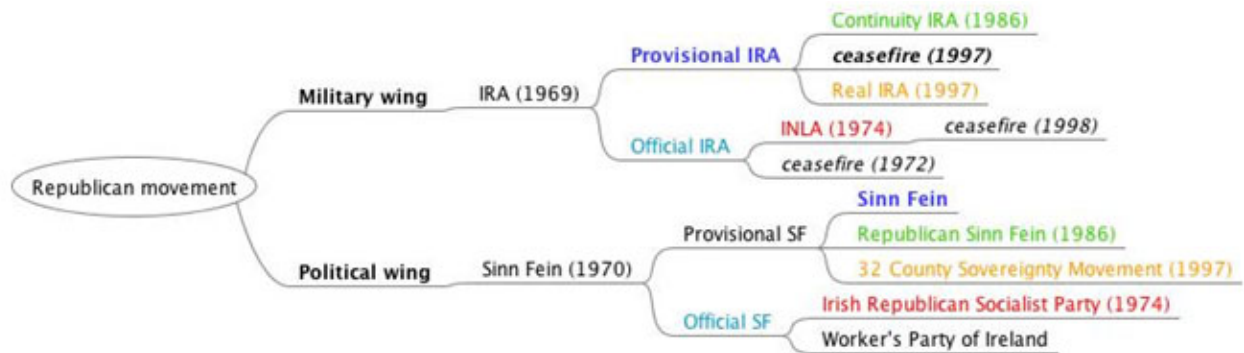 Republican movement
Military wing
IRA (1969)
Provisional IRA
Continuity IRA (1986)
ceasefire (1997)
Real IRA (1997)
Official IRA
INLA (1974)
ceasefire (1998)
ceasefire (1972)
Political wing
Sinn Fein (1970)
Provisional SF
Sinn Fein
Republican Sinn Fein (1986)
32 County Sovereignty Movement (1997)
Official SF
Irish Republican Socialist Party (1974)
Worker's Party of Ireland